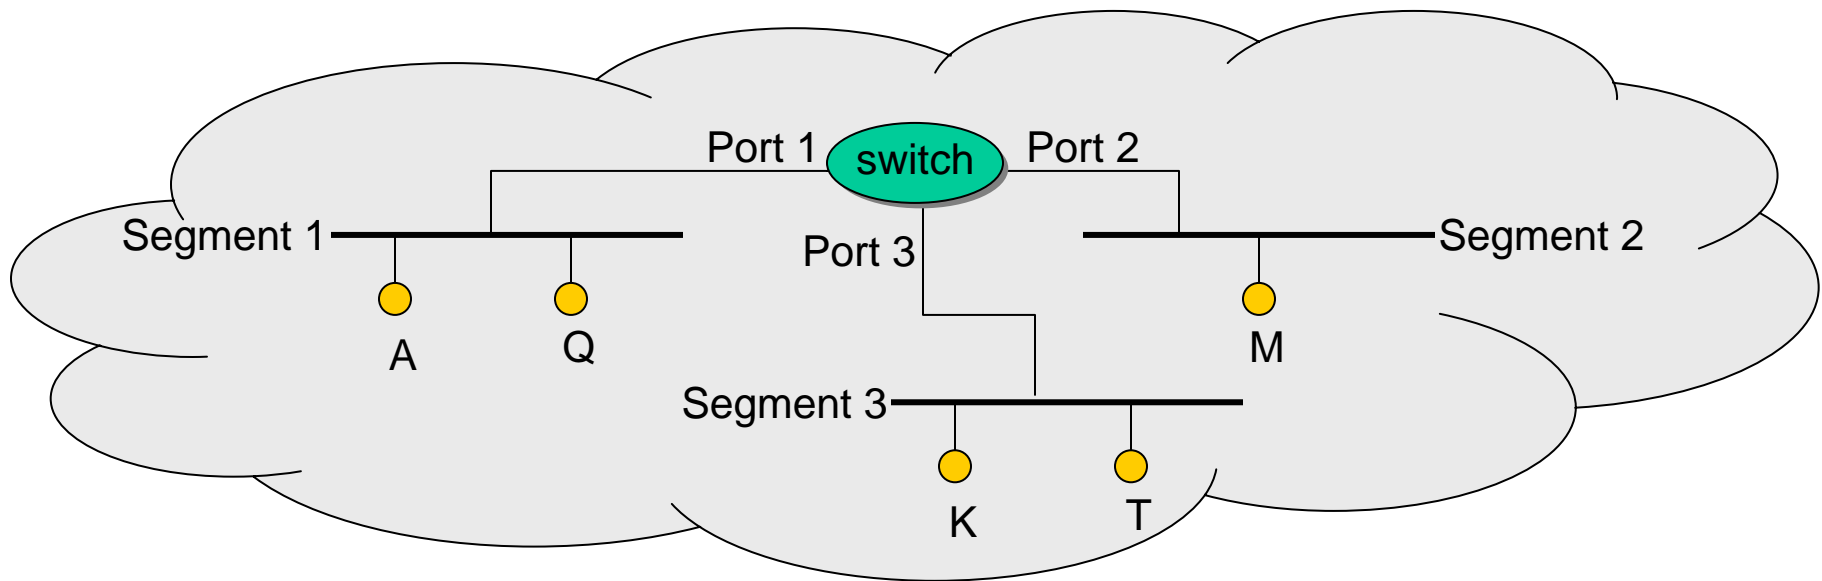 Port 1
switch
Port 2
Segment 1
Port 3
Segment 2
A
Q
M
Segment 3
K
T